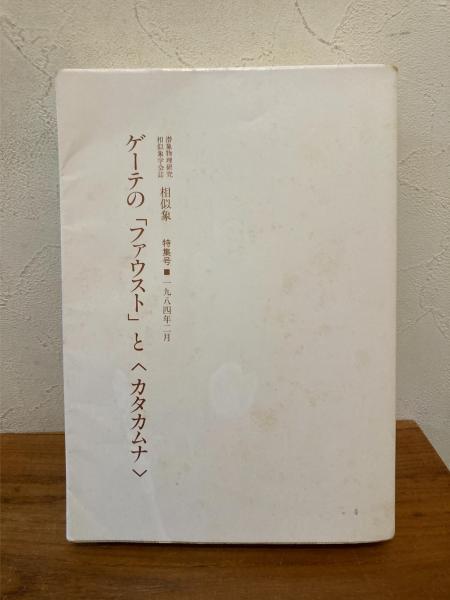 潜象物理研究
相似象学会誌
相似象 特集号■一九八四年二月
ゲーテの「ファウスト」と〈カタカムナ〉